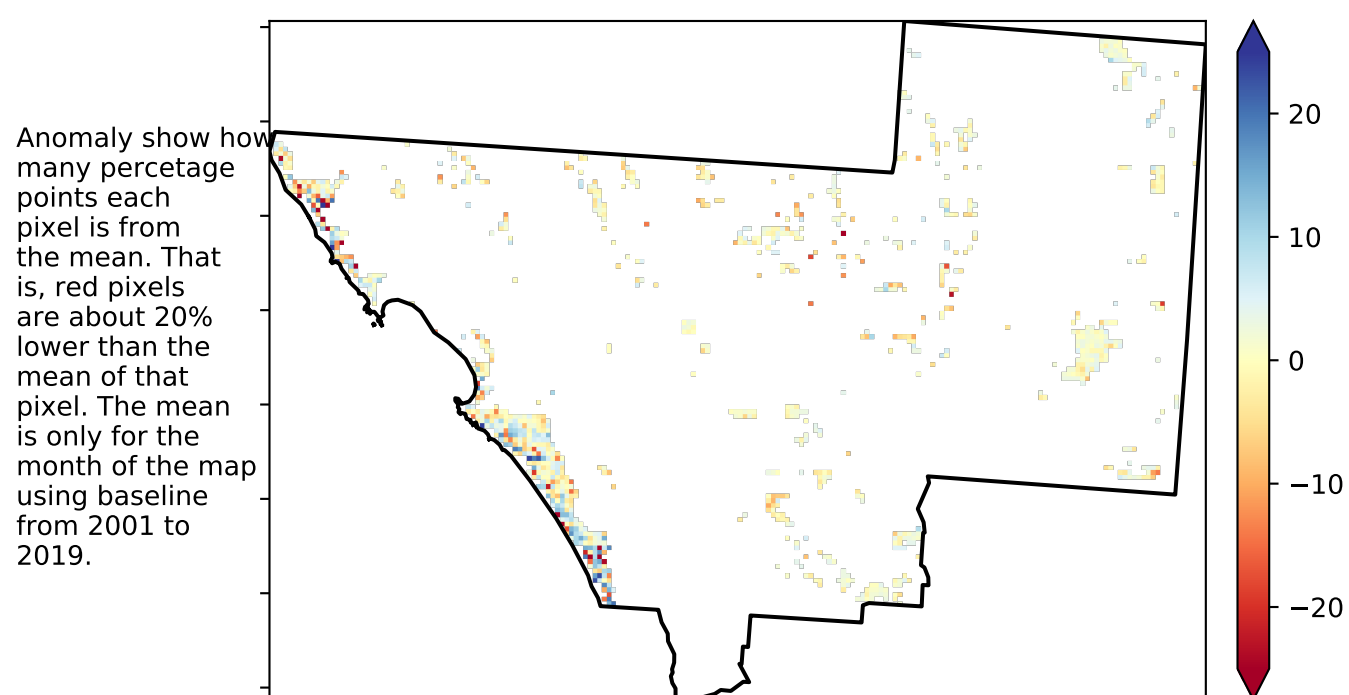 Anomaly show how
many percetage
points each
pixel is from
the mean. That
is, red pixels
are about 20%
lower than the
mean of that
pixel. The mean
is only for the
month of the map
using baseline
from 2001 to
2019.
20
10
0
−10
−20